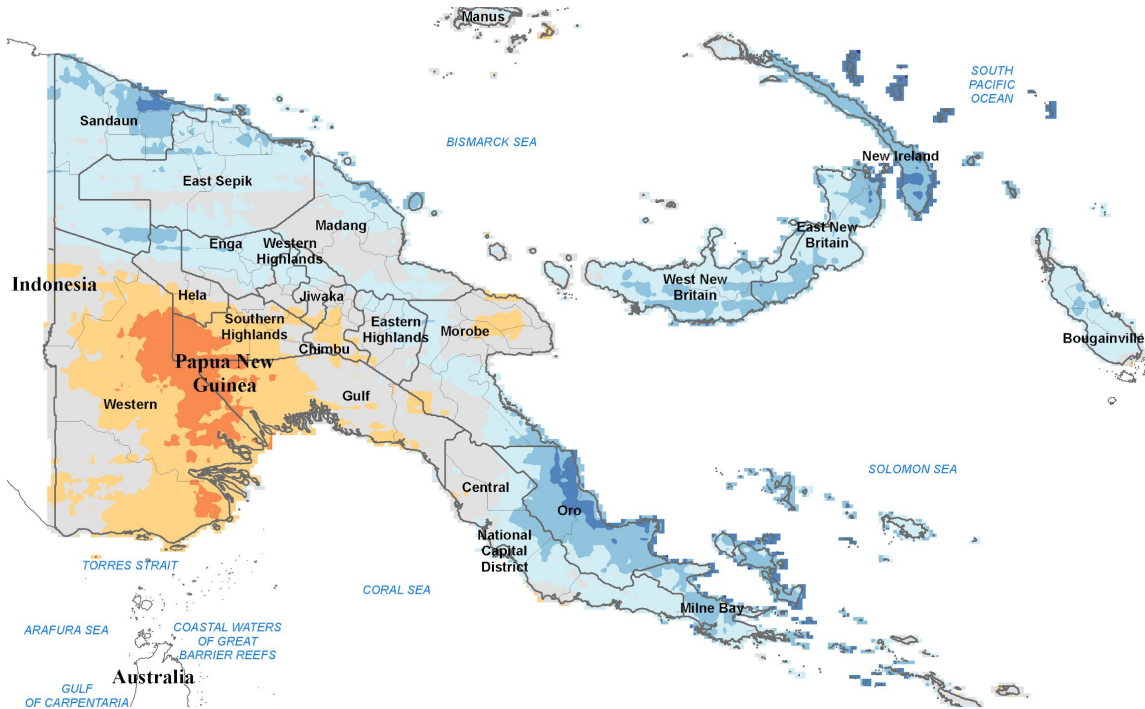 Manus
SOUTH
PACIFIC
OCEAN
Sandaun
BISMARCK SEA
New Ireland
East Sepik
Madang
East New
Britain
Enga
Western
Highlands
Indonesia
West New
Britain
Hela
Jiwaka
Southern
Highlands
Eastern
Highlands
Morobe
Bougainville
Chimbu
Papua New
Guinea
Western
Gulf
SOLOMON SEA
Central
Oro
National
Capital
District
TORRES STRAIT
CORAL SEA
Milne Bay
ARAFURA SEA
COASTAL WATERS
OF GREAT
BARRIER REEFS
Australia
GULF
OF CARPENTARIA